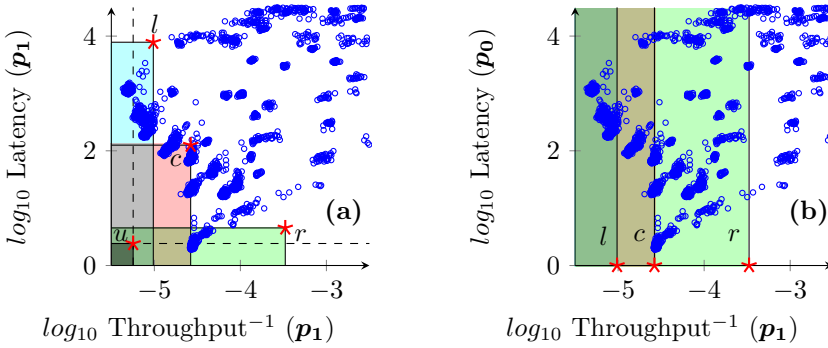 4
2
0
−5
−4
−3
l
c
u
r
(a)
log10 Latency (p1)
log10 Throughput−1 (p1)
4
2
0
−5
−4
−3
l
c
r
(b)
log10 Latency (p0)
log10 Throughput−1 (p1)